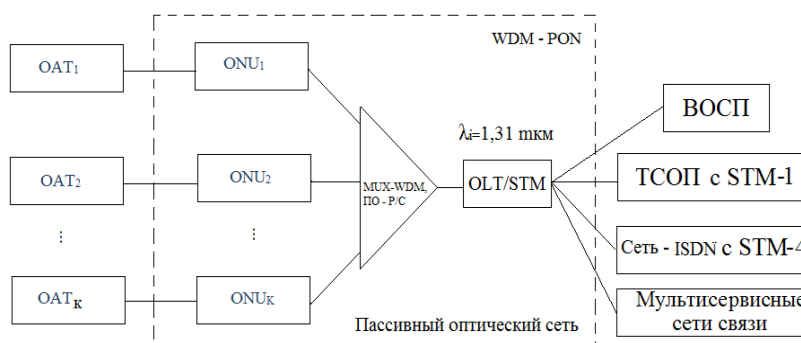 WDM - PON
OAT1
ONU1
ВОСП
λi=1,31 mкм
OAT2
ONU2
MUX-WDM,
ПО - Р/С
OLT/STM
ТСОП с STM-1
...
...
Сеть - ISDN с STM-4
OATK
ONUK
Мультисервисные
сети связи
Пассивный оптический сеть